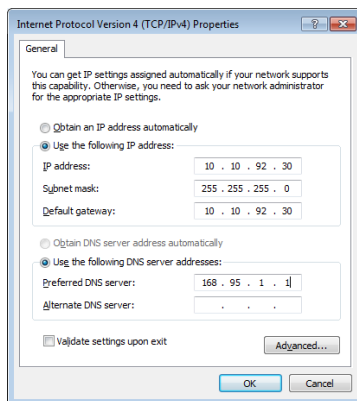 Internet Protocol Version 4 (TCP/IPv4) Properties
General
You can get IP settings assigned automatically if your network supports
this capability. Otherwise, you need to ask your network administrator
for the appropriate IP settings.
Obtain an IP address automatically
Use the following IP address:
IP address: 10 . 10 . 92 . 30
Subnet mask: 255 . 255 . 255 . 0
Default gateway: 10 . 10 . 92 . 30
Obtain DNS server address automatically
Use the following DNS server addresses:
Preferred DNS server: 168 . 95 . 1 . 1
Alternate DNS server: . . .
Validate settings upon exit
Advanced...
OK Cancel